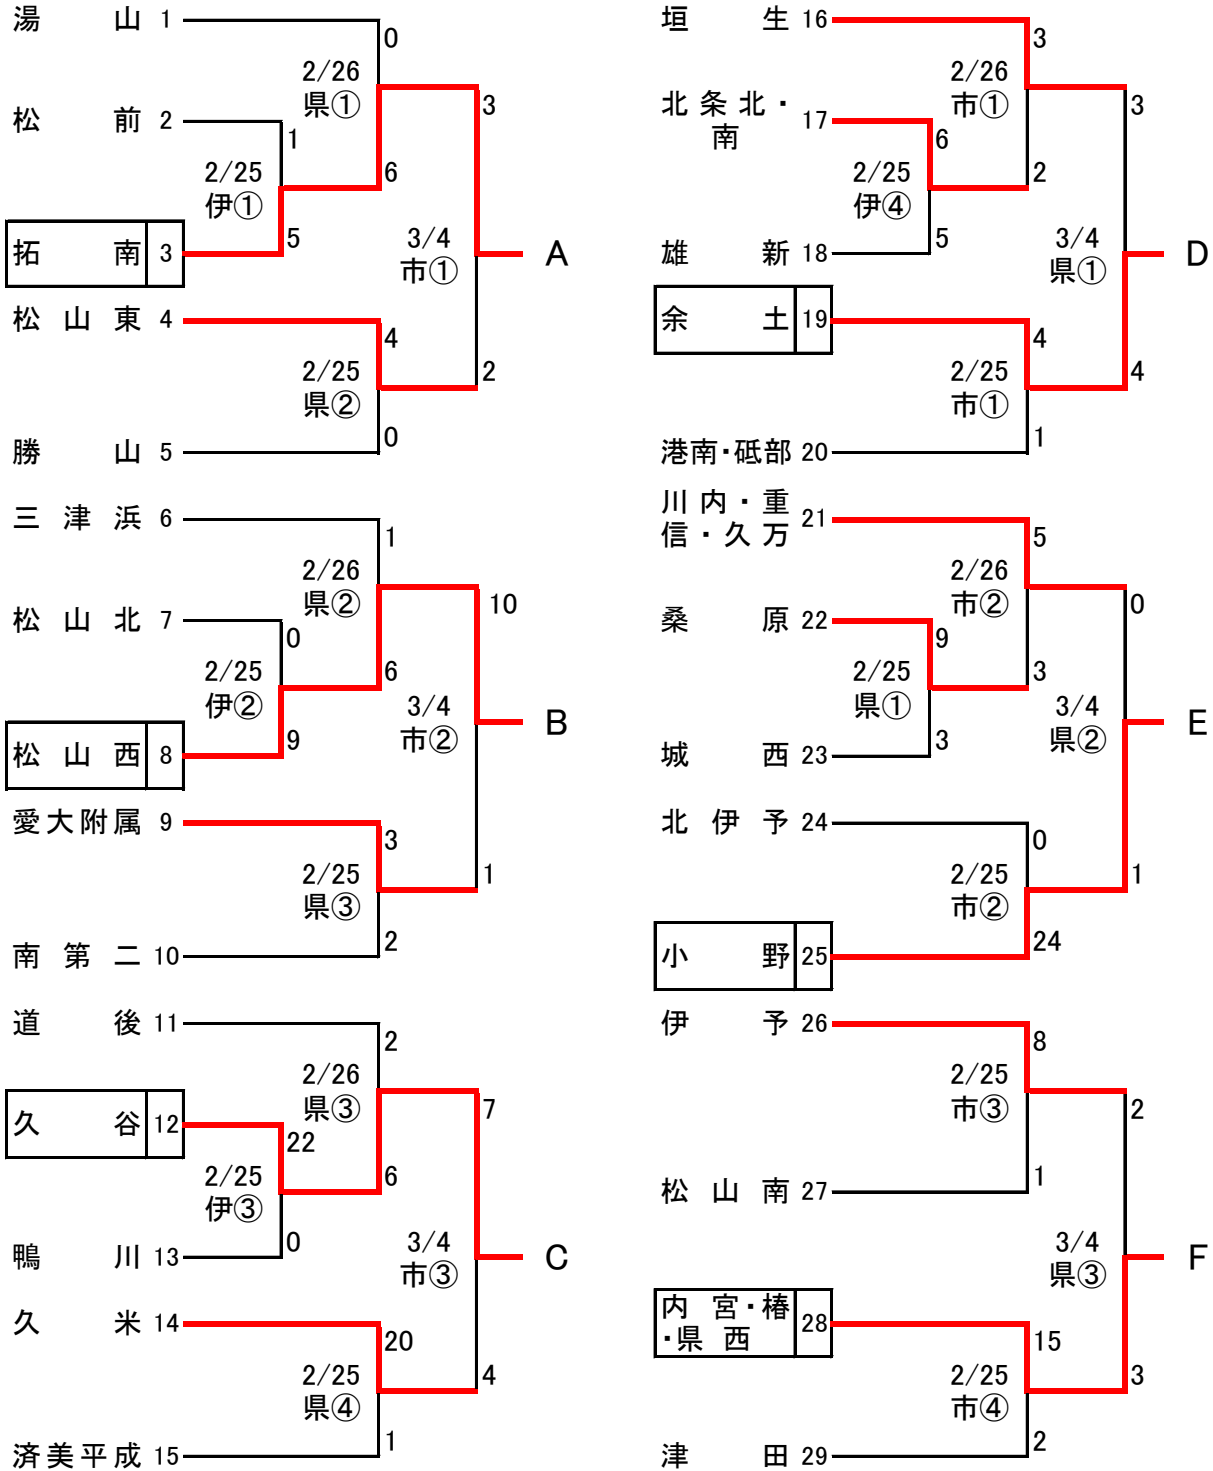 湯山 1
0
2/26
県①
松前 2
1
3
2/25
伊①
6
拓南 3
5
3/4
市①
A
松山東 4
4
2/25
県②
2
0
勝山 5
三津浜 6
1
2/26
県②
10
松山北 7
0
2/25
伊②
6
松山西 8
9
3/4
市②
B
愛大附属 9
3
2/25
県③
1
2
南第二 10
道後 11
2
2/26
県③
7
久谷 12
22
2/25
伊③
6
0
鴨川 13
3/4
市③
C
久米 14
20
2/25
県④
4
1
済美平成 15
垣生 16
3
2/26
市①
3
北条北・
南
17
6
2/25
伊④
2
5
雄新 18
3/4
県①
D
余土 19
4
2/25
市①
4
1
港南・砥部 20
川内・重
信・久万
21
5
2/26
市②
0
桑原 22
9
2/25
県①
3
3
城西 23
3/4
県②
E
北伊予 24
0
2/25
市②
1
24
小野 25
伊予 26
8
2/25
市③
2
1
松山南 27
3/4
県③
F
内宮・椿
・県西
28
15
2/25
市④
3
2
津田 29